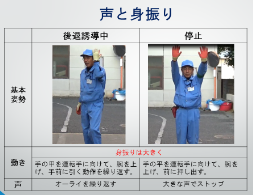 声と身振り
後退誘導中
停止
基本
姿勢
身振りは大きく
動き
手の平を運転手に向けて、腕を上
げ、手前に引く動作を繰り返す。
手の平を運転手に向けて、腕を上
げ、前に押し出す。
声
オーライを繰り返す
大きな声でストップ